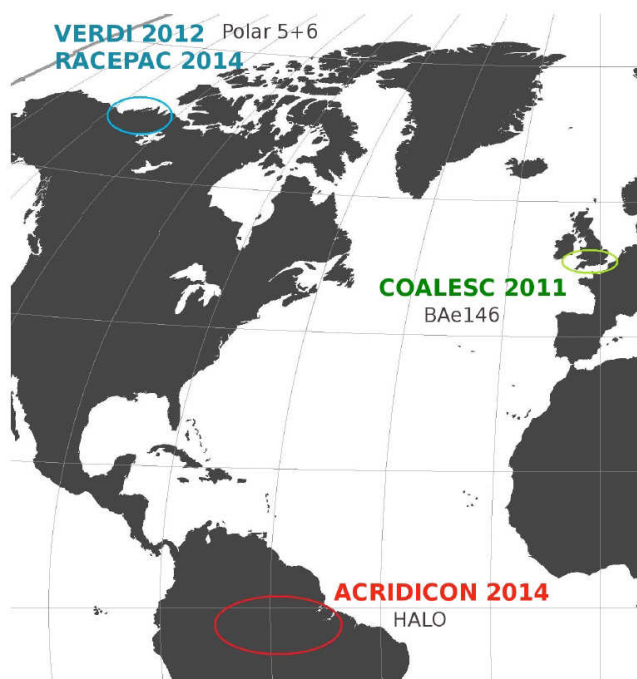 VERDI 2012 Polar 5+6
RACEPAC 2014
COALESC 2011
BAe146
ACRIDICON 2014
HALO